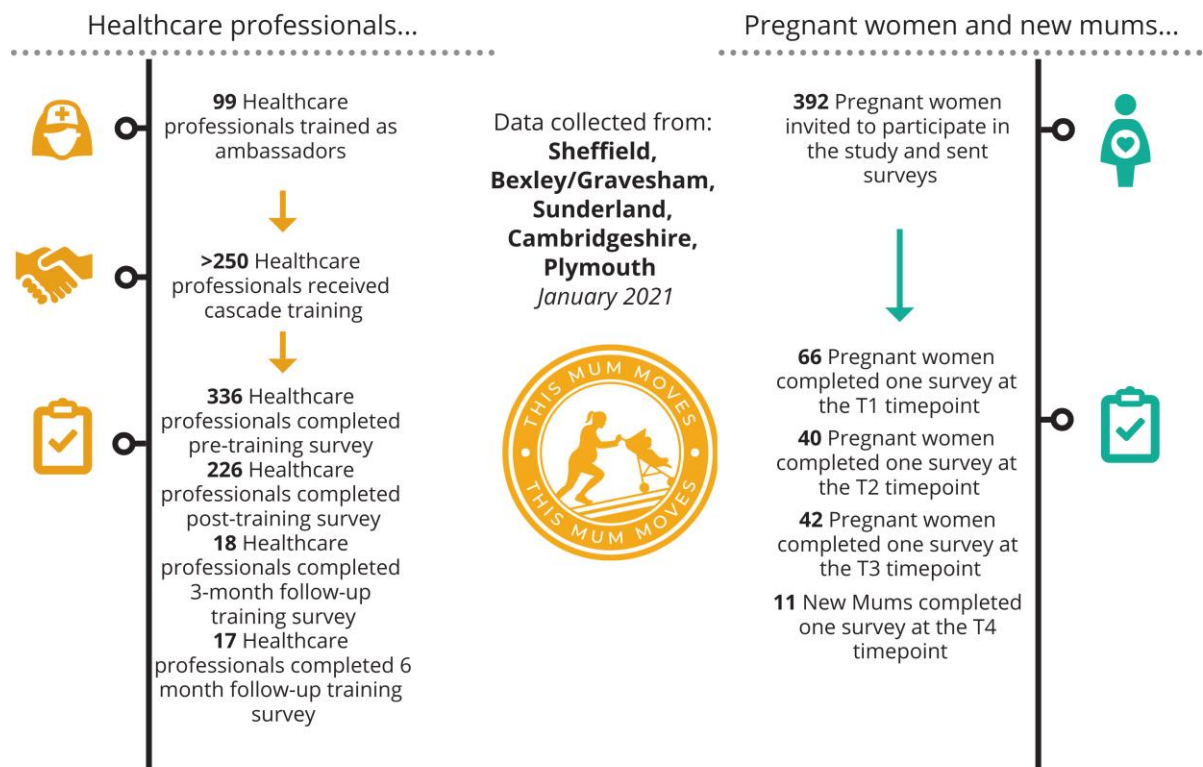 Healthcare professionals...
99 Healthcare
professionals trained as
ambassadors
>250 Healthcare
professionals received
cascade training
336 Healthcare
professionals completed
pre-training survey
226 Healthcare
professionals completed
post-training survey
18 Healthcare
professionals completed
3-month follow-up
training survey
17 Healthcare
professionals completed 6
month follow-up training
survey
Data collected from:
Sheffield,
Bexley/Gravesham,
Sunderland,
Cambridgeshire,
Plymouth
January 2021
THIS MUM MOVES
THIS MUM MOVES
Pregnant women and new mums...
392 Pregnant women
invited to participate in
the study and sent
surveys
66 Pregnant women
completed one survey at
the T1 timepoint
40 Pregnant women
completed one survey at
the T2 timepoint
42 Pregnant women
completed one survey at
the T3 timepoint
11 New Mums completed
one survey at the T4
timepoint